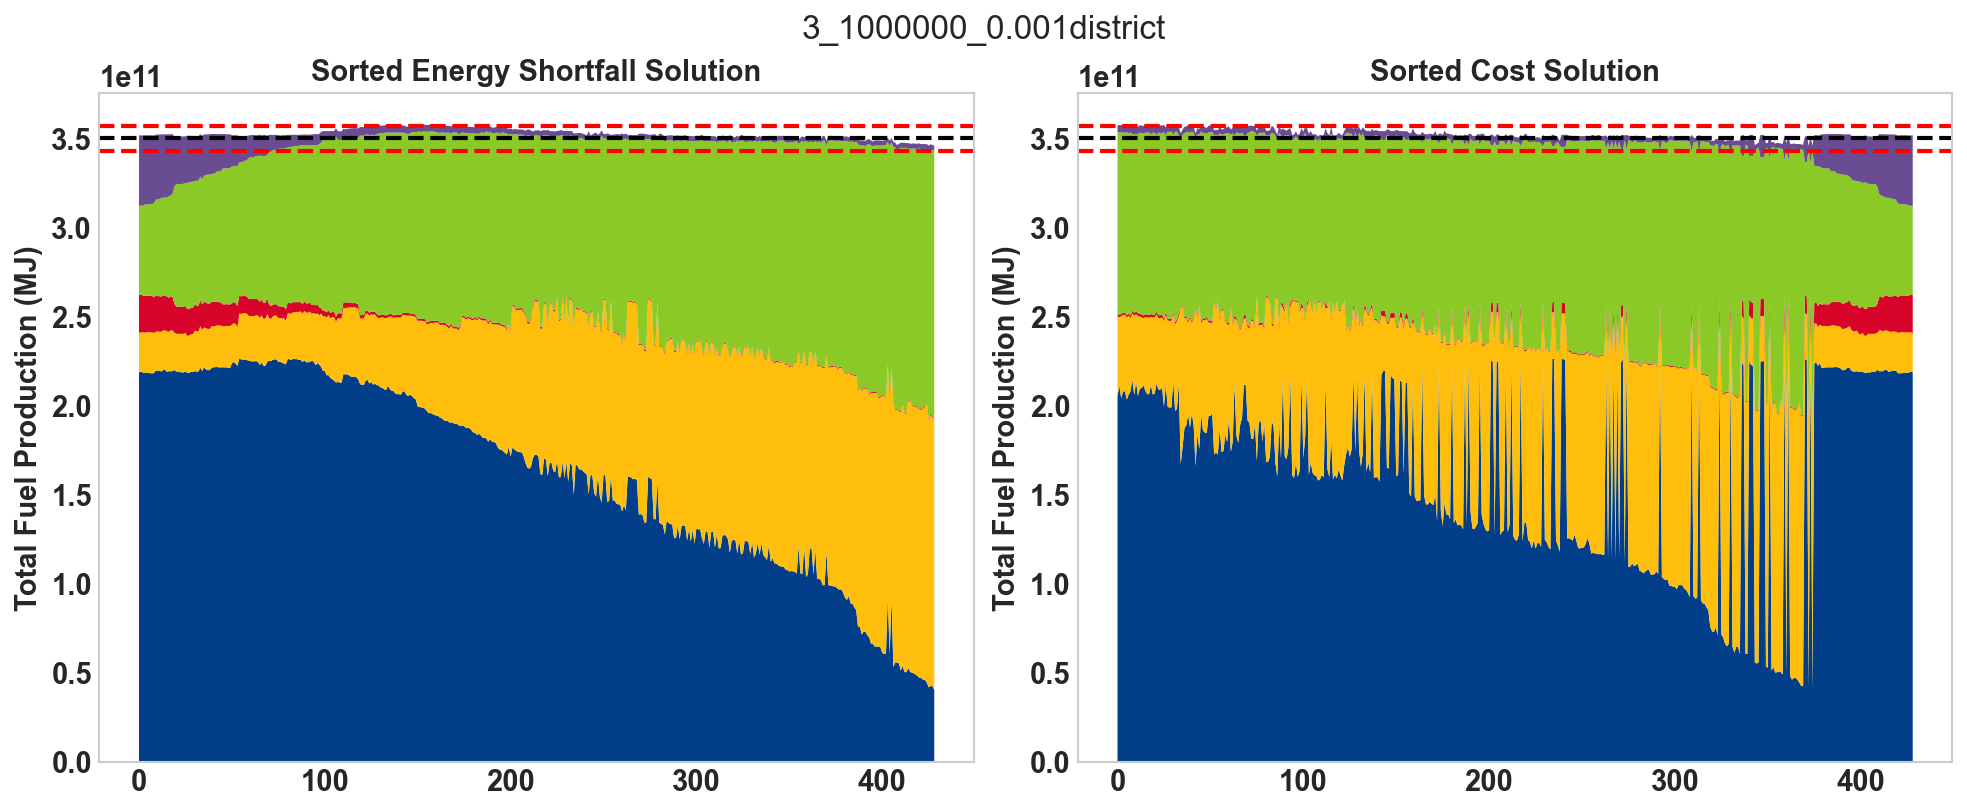 3_1000000_0.001district
Sorted Energy Shortfall Solution
1e11
Total Fuel Production (MJ)
3.5
3.0
2.5
2.0
1.5
1.0
0.5
0.0
0 100 200 300 400
Sorted Cost Solution
1e11
Total Fuel Production (MJ)
3.5
3.0
2.5
2.0
1.5
1.0
0.5
0.0
0 100 200 300 400